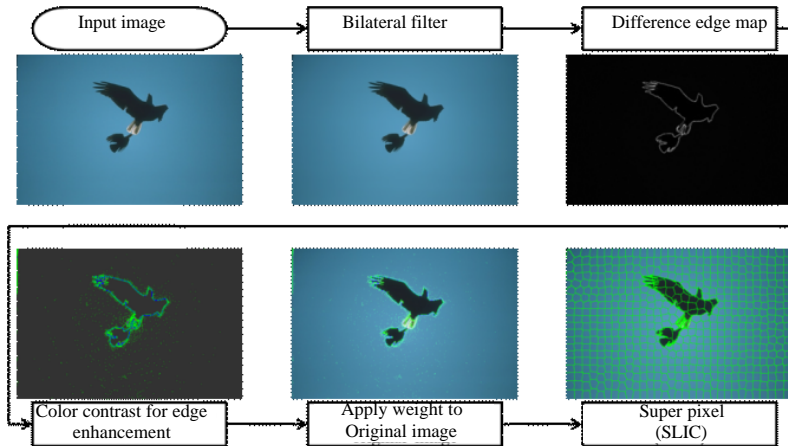 Input image
Bilateral filter
Difference edge map
Color contrast for edge
enhancement
Apply weight to
Original image
Super pixel
(SLIC)